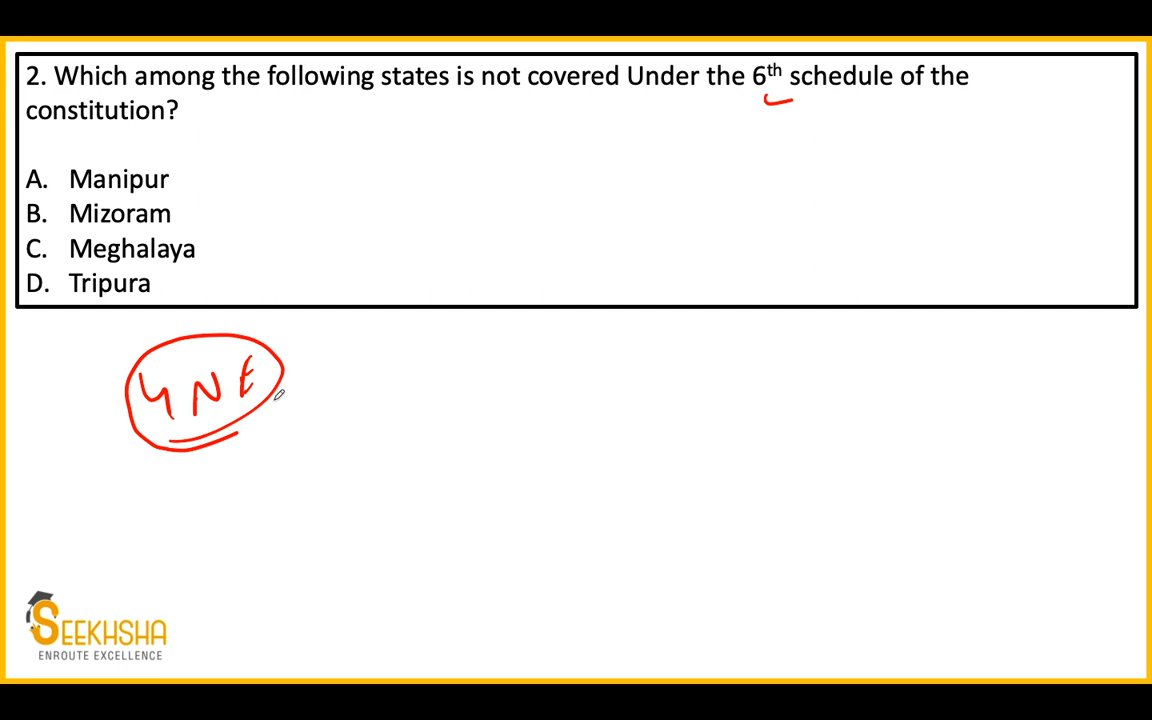 2. Which among the following states is not covered Under the 6th schedule of the
constitution?
A. Manipur
B. Mizoram
C. Meghalaya
D. Tripura
4 N E
SEEKHSHA
ENROUTE EXCELLENCE